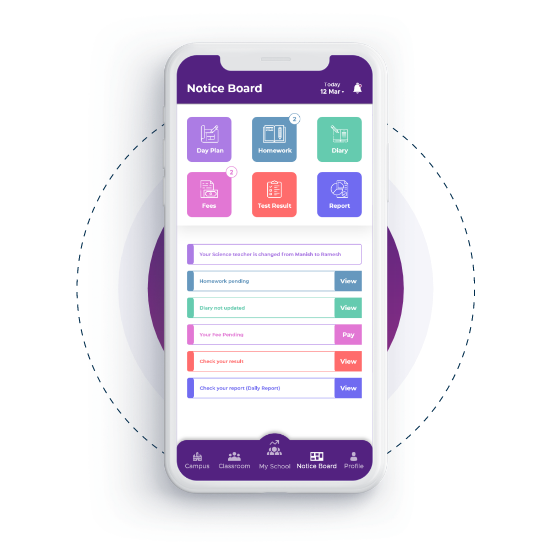 Notice Board
Today
12 Mar
2
Day Plan
Homework
Diary
2
Fees
Test Result
Report
Your Science teacher is changed from Manish to Ramesh
Homework pending
View
Diary not updated
View
Your Fee Pending
Pay
Check your result
View
Check your report (Daily Report)
View
Campus
Classroom
My School
Notice Board
Profile